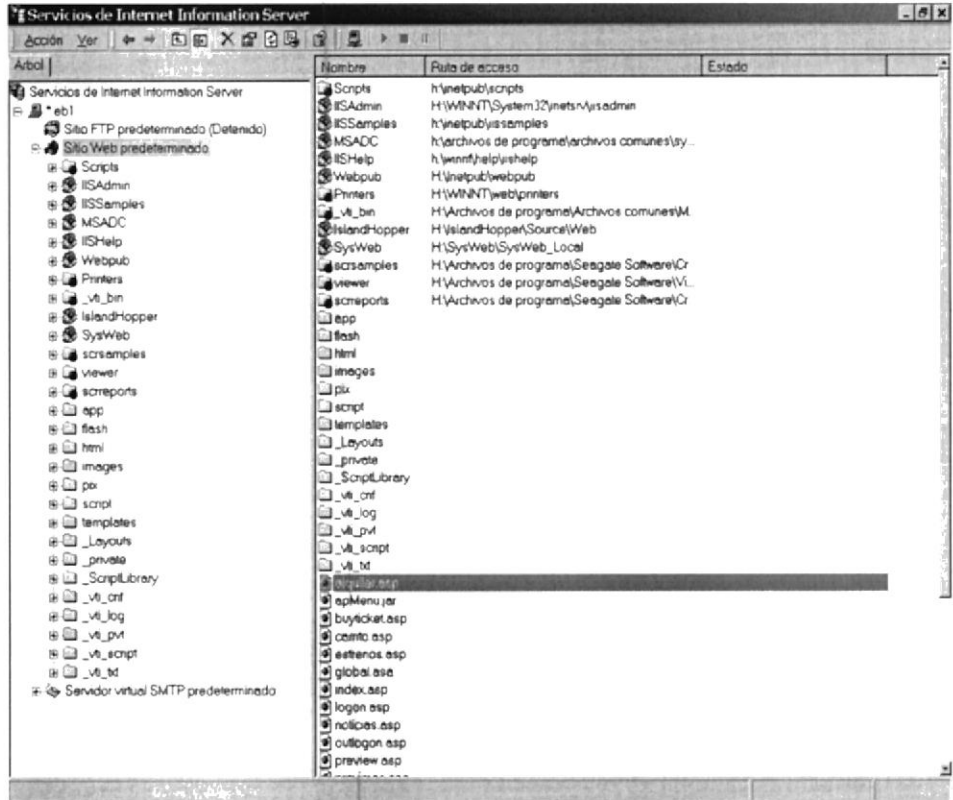 Servicios de Internet Information Server
Acción Ver
Arbol
Servicios de Internet Information Server
* eb1
Sitio FTP predeterminado (Detenido)
Sitio Web predeterminado
Scripts
IISAdmin
IISSamples
MSADC
IISHelp
Webpub
Printers
_vti_bin
IslandHopper
SysWeb
scrsamples
viewer
scrreports
app
flash
html
images
pix
script
templates
_Layouts
_private
_ScriptLibrary
_vti_cnf
_vti_log
_vti_pvt
_vti_script
_vti_txt
Servidor virtual SMTP predeterminado
Nombre Ruta de acceso Estado
Scripts h:\inetpub\scripts
IISAdmin H:\WINNT\System32\inetsrv\iisadmin
IISSamples h:\inetpub\iissamples
MSADC h:\archivos de programa\archivos comunes\sy...
IISHelp h:\winnt\help\iishelp
Webpub H:\inetpub\webpub
Printers H:\WINNT\web\printers
_vti_bin H:\Archivos de programa\Archivos comunes\M.
IslandHopper H:\IslandHopper\Source\Web
SysWeb H:\SysWeb\SysWeb_Local
scrsamples H:\Archivos de programa\Seagate Software\Cr
viewer H:\Archivos de programa\Seagate Software\Vi...
scrreports H:\Archivos de programa\Seagate Software\Cr
app
flash
html
images
pix
script
templates
_Layouts
_private
_ScriptLibrary
_vti_cnf
_vti_log
_vti_pvt
_vti_script
_vti_txt
apMenu.jar
buyticket.asp
carrito.asp
estrenos.asp
global.asa
index.asp
logon.asp
noticias.asp
outlogon.asp
preview.asp